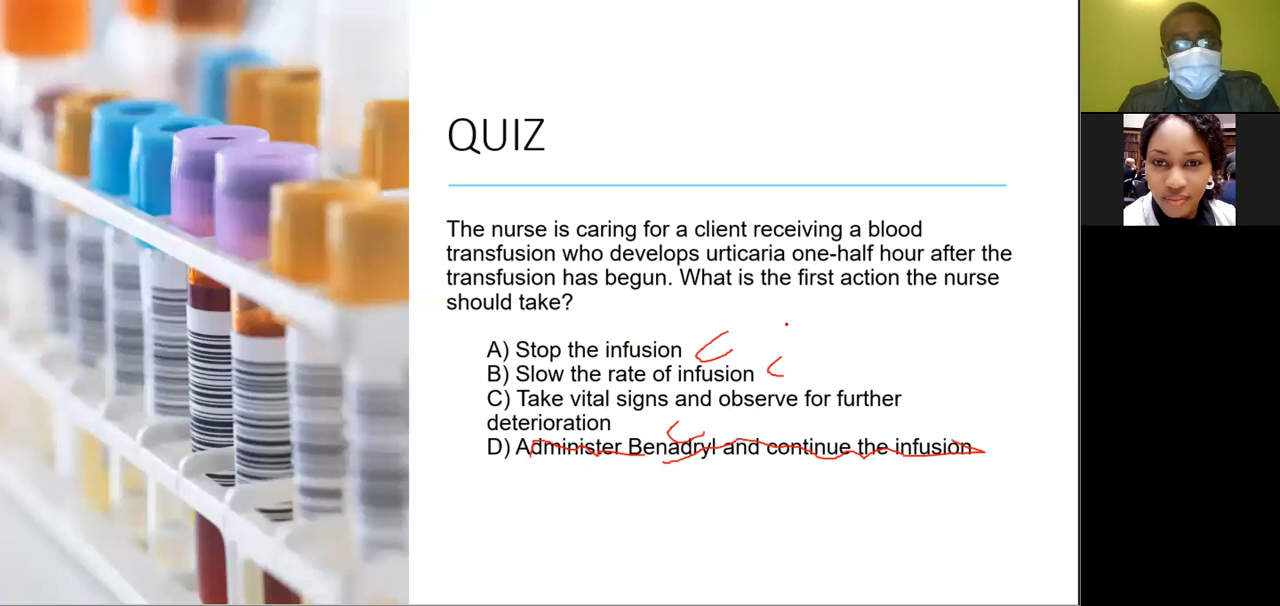 QUIZ
The nurse is caring for a client receiving a blood
transfusion who develops urticaria one-half hour after the
transfusion has begun. What is the first action the nurse
should take?
A) Stop the infusion
B) Slow the rate of infusion
C) Take vital signs and observe for further
deterioration
D) Administer Benadryl and continue the infusion